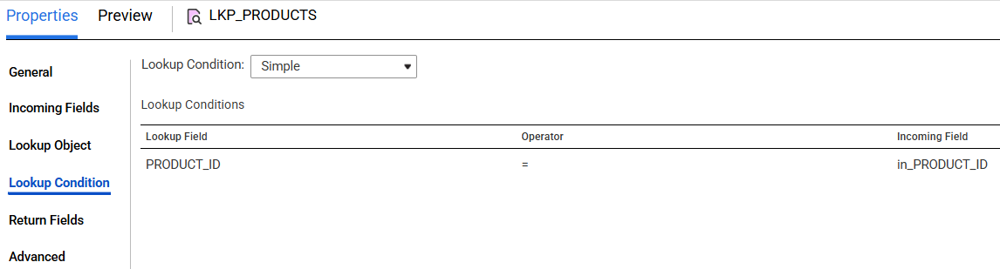 Properties Preview LKP_PRODUCTS
General
Incoming Fields
Lookup Object
Lookup Condition
Return Fields
Advanced
Lookup Condition: Simple
Lookup Conditions
Lookup Field Operator Incoming Field
PRODUCT_ID = in_PRODUCT_ID